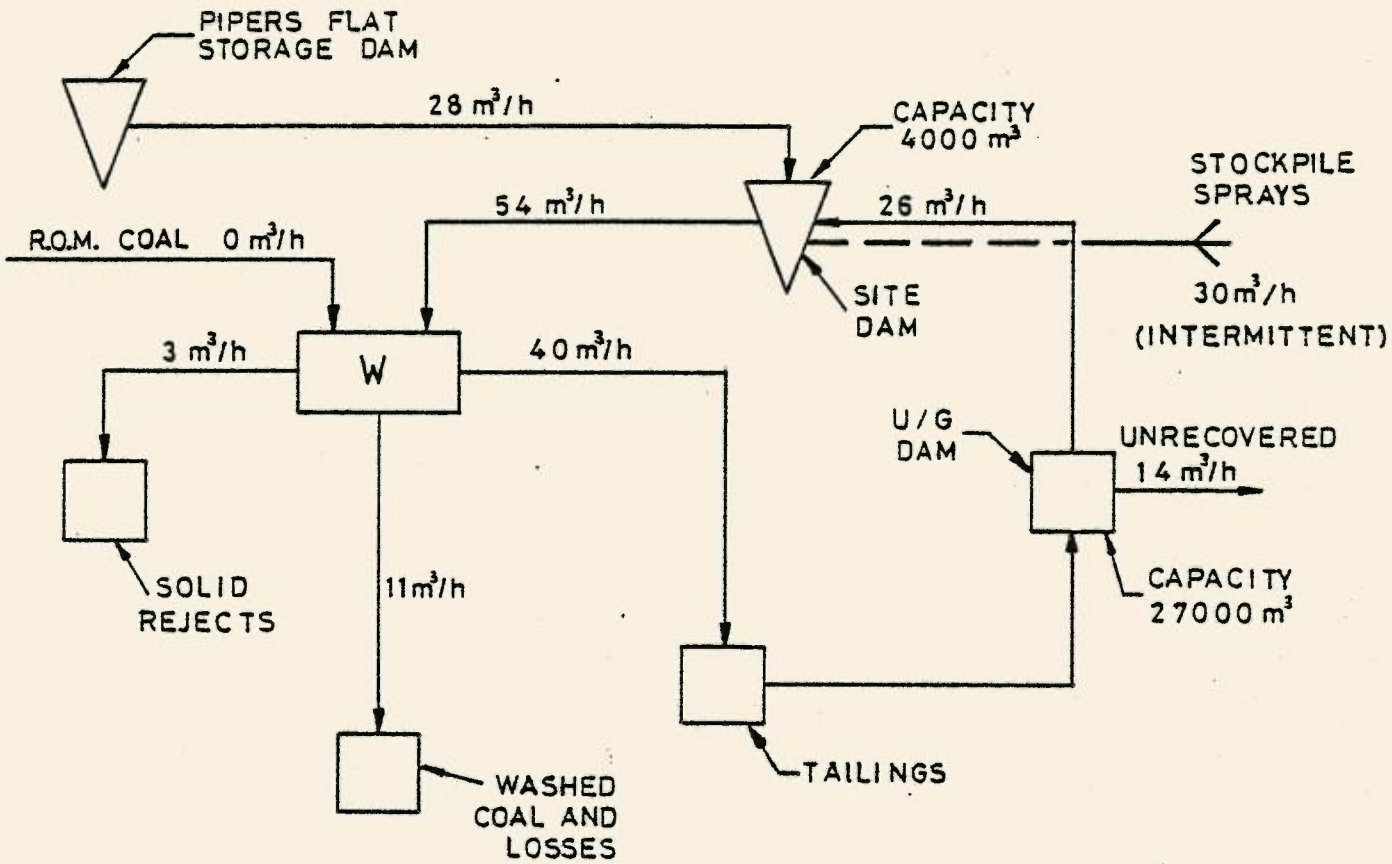 PIPERS FLAT
STORAGE DAM
28 m³/h
CAPACITY
4000 m³
STOCKPILE
SPRAYS
54 m³/h
26 m³/h
R.O.M. COAL 0 m³/h
SITE
DAM
30m³/h
(INTERMITTENT)
3 m³/h
W
40 m³/h
U/G
DAM
UNRECOVERED
14 m³/h
SOLID
REJECTS
11m³/h
CAPACITY
27000 m³
TAILINGS
WASHED
COAL AND
LOSSES